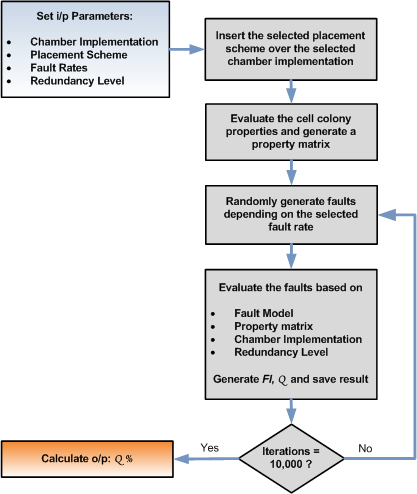 Set i/p Parameters:
• Chamber Implementation
• Placement Scheme
• Fault Rates
• Redundancy Level
Insert the selected placement
scheme over the selected
chamber implementation
Evaluate the cell colony
properties and generate a
property matrix
Randomly generate faults
depending on the selected
fault rate
Evaluate the faults based on
• Fault Model
• Property matrix
• Chamber Implementation
• Redundancy Level
Generate FI, Q and save result
Iterations =
10,000 ?
Yes
No
Calculate o/p: Q %